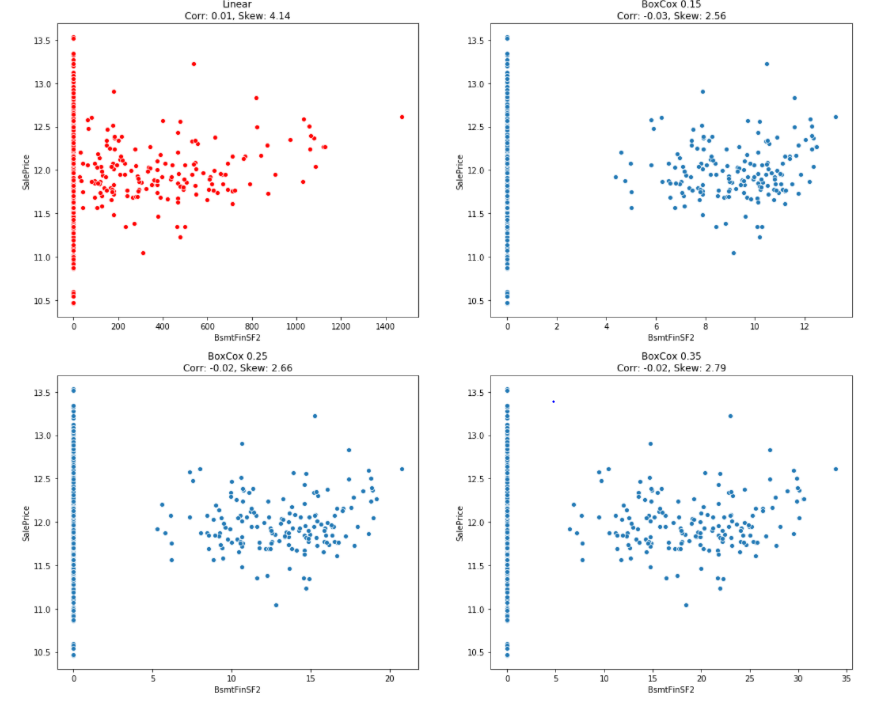 Linear
Corr: 0.01, Skew: 4.14
13.5
13.0
12.5
12.0
11.5
11.0
10.5
SalePrice
0 200 400 600 800 1000 1200 1400
BsmtFinSF2
BoxCox 0.15
Corr: -0.03, Skew: 2.56
13.5
13.0
12.5
12.0
11.5
11.0
10.5
SalePrice
0 2 4 6 8 10 12
BsmtFinSF2
BoxCox 0.25
Corr: -0.02, Skew: 2.66
13.5
13.0
12.5
12.0
11.5
11.0
10.5
SalePrice
0 5 10 15 20
BsmtFinSF2
BoxCox 0.35
Corr: -0.02, Skew: 2.79
13.5
13.0
12.5
12.0
11.5
11.0
10.5
SalePrice
0 5 10 15 20 25 30 35
BsmtFinSF2